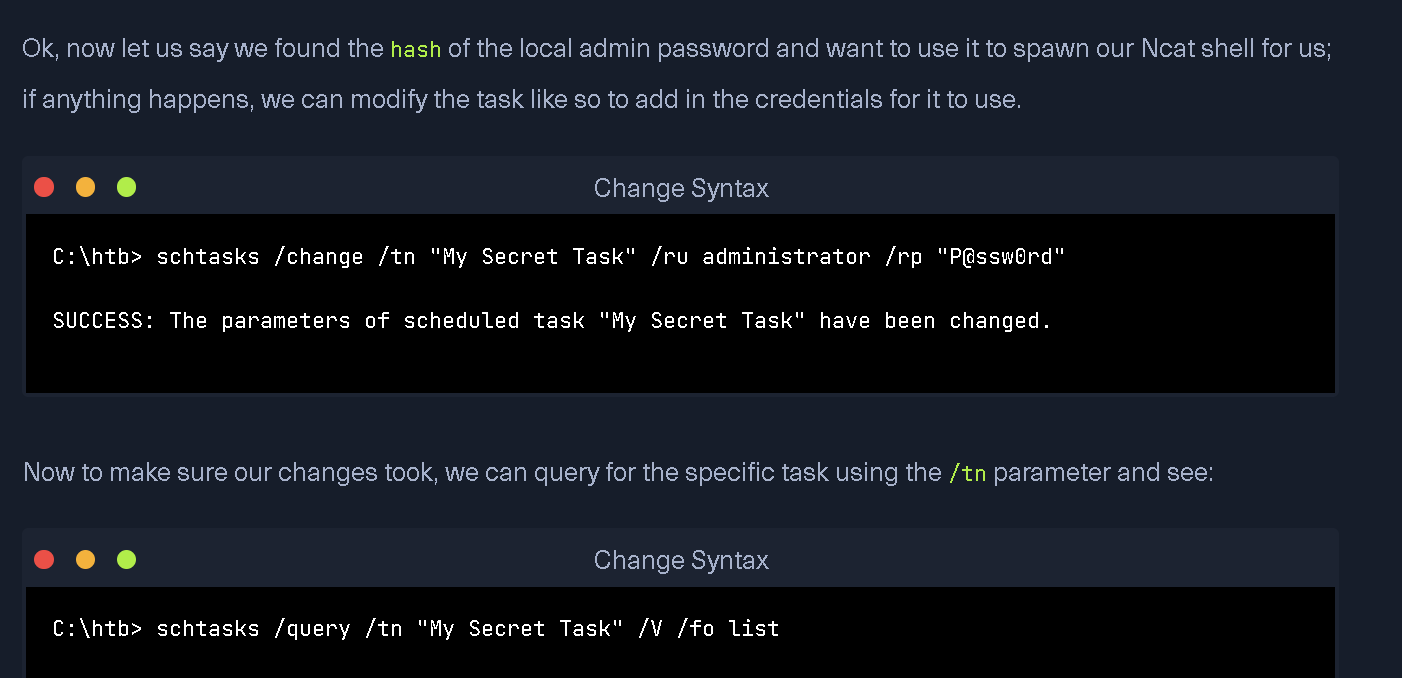 Ok, now let us say we found the hash of the local admin password and want to use it to spawn our Ncat shell for us;
if anything happens, we can modify the task like so to add in the credentials for it to use.
Change Syntax
C:\htb> schtasks /change /tn "My Secret Task" /ru administrator /rp "P@ssw0rd"
SUCCESS: The parameters of scheduled task "My Secret Task" have been changed.
Now to make sure our changes took, we can query for the specific task using the /tn parameter and see:
Change Syntax
C:\htb> schtasks /query /tn "My Secret Task" /V /fo list